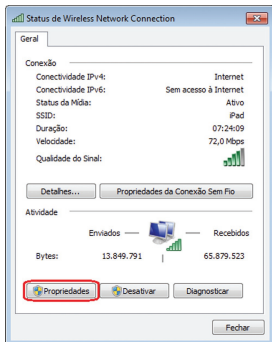 Status de Wireless Network Connection
Geral
Conexão
Conectividade IPv4: Internet
Conectividade IPv6: Sem acesso à Internet
Status da Mídia: Ativo
SSID: iPad
Duração: 07:24:09
Velocidade: 72,0 Mbps
Qualidade do Sinal:
Detalhes... Propriedades da Conexão Sem Fio
Atividade
Enviados — — Recebidos
Bytes: 13.849.791 | 65.879.523
Propriedades Desativar Diagnosticar
Fechar